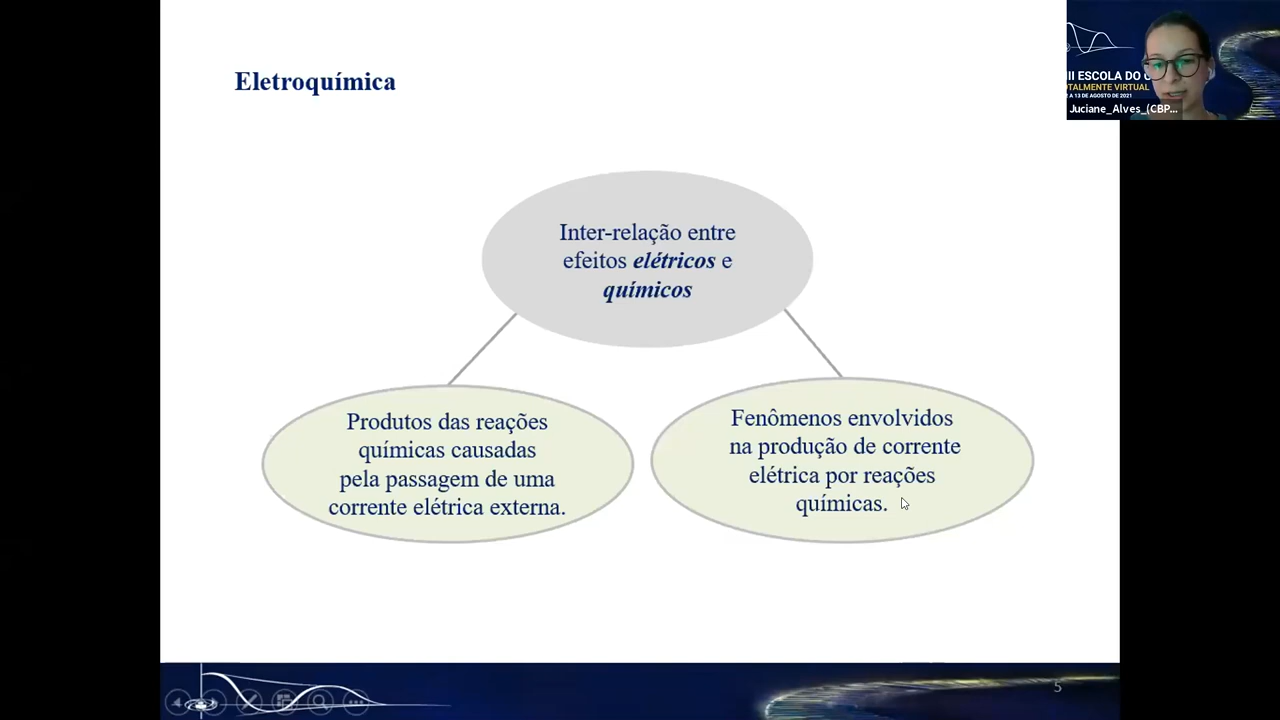 Eletroquímica
Inter-relação entre
efeitos elétricos e
químicos
Produtos das reações
químicas causadas
pela passagem de uma
corrente elétrica externa.
Fenômenos envolvidos
na produção de corrente
elétrica por reações
químicas.
III ESCOLA DO
TOTALMENTE VIRTUAL
A 13 DE AGOSTO DE 2021
Juciane_Alves_(CBP...
5